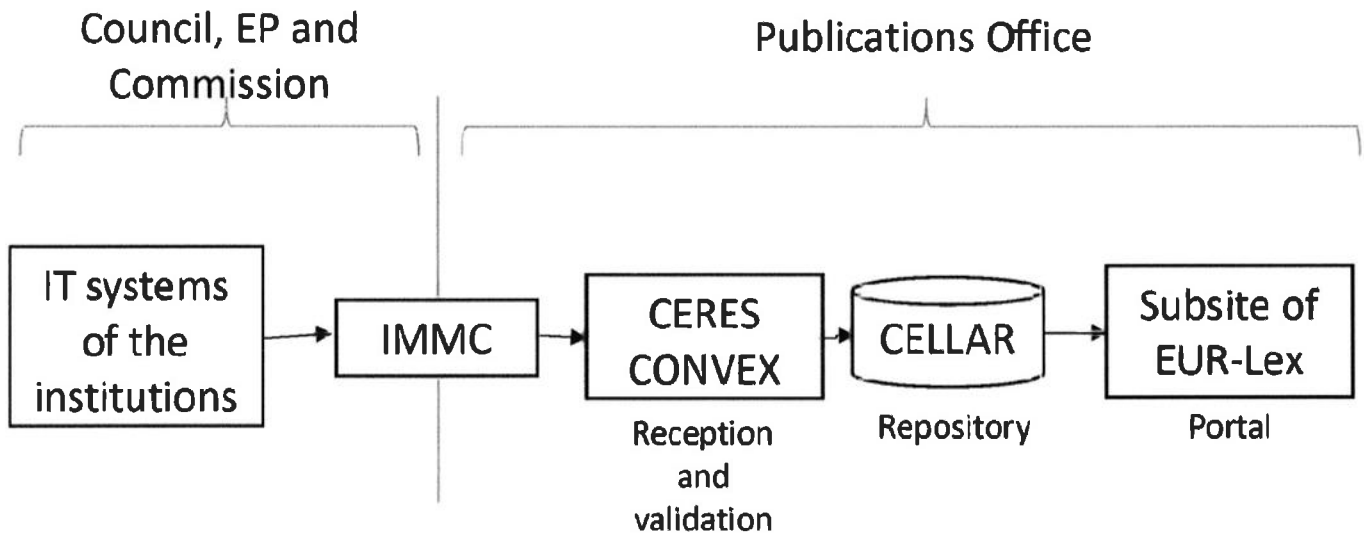 Council, EP and
Commission
Publications Office
IT systems
of the
institutions
IMMC
CERES
CONVEX
Reception
and
validation
CELLAR
Repository
Subsite of
EUR-Lex
Portal